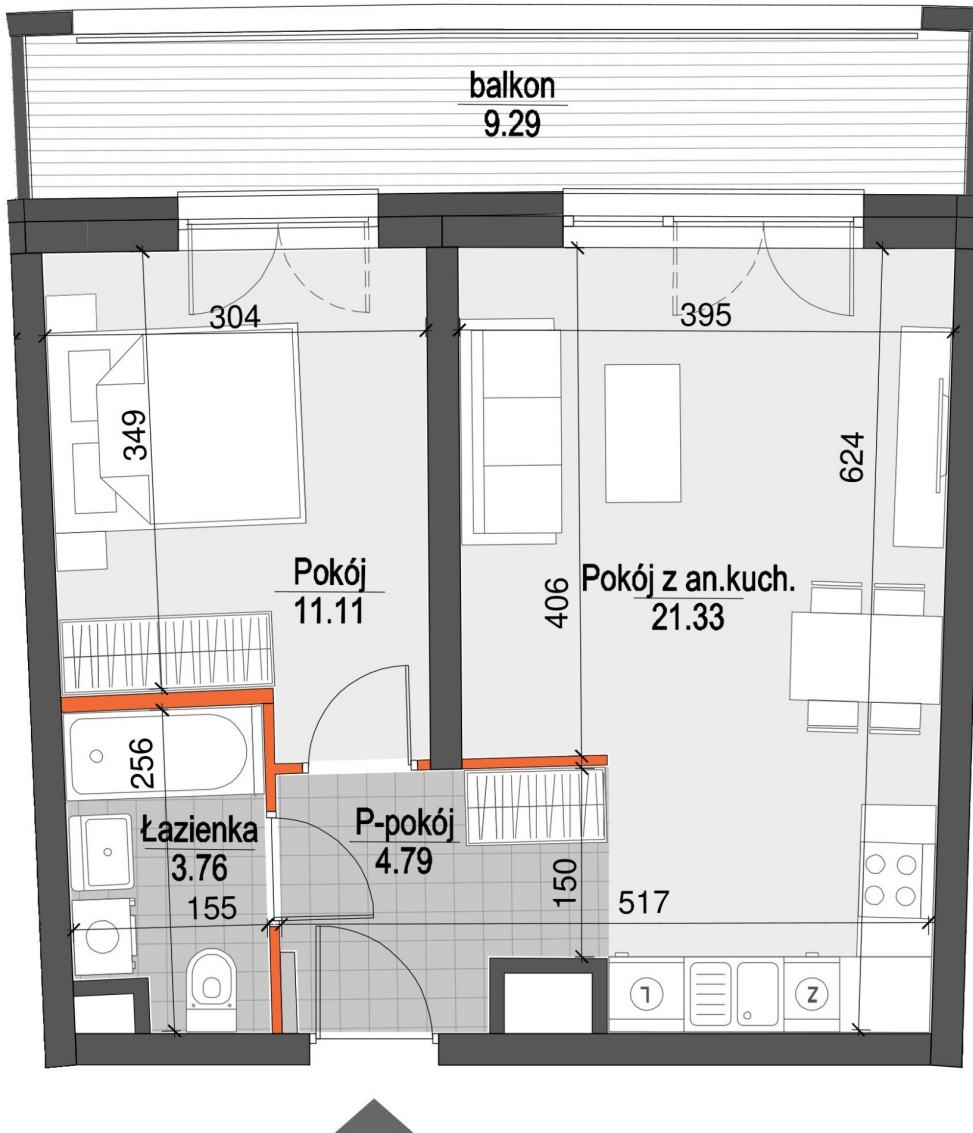 balkon
9.29
304
395
349
624
Pokój
11.11
406
Pokój z an.kuch.
21.33
256
Łazienka
3.76
P-pokój
4.79
150
155
517
L
Z